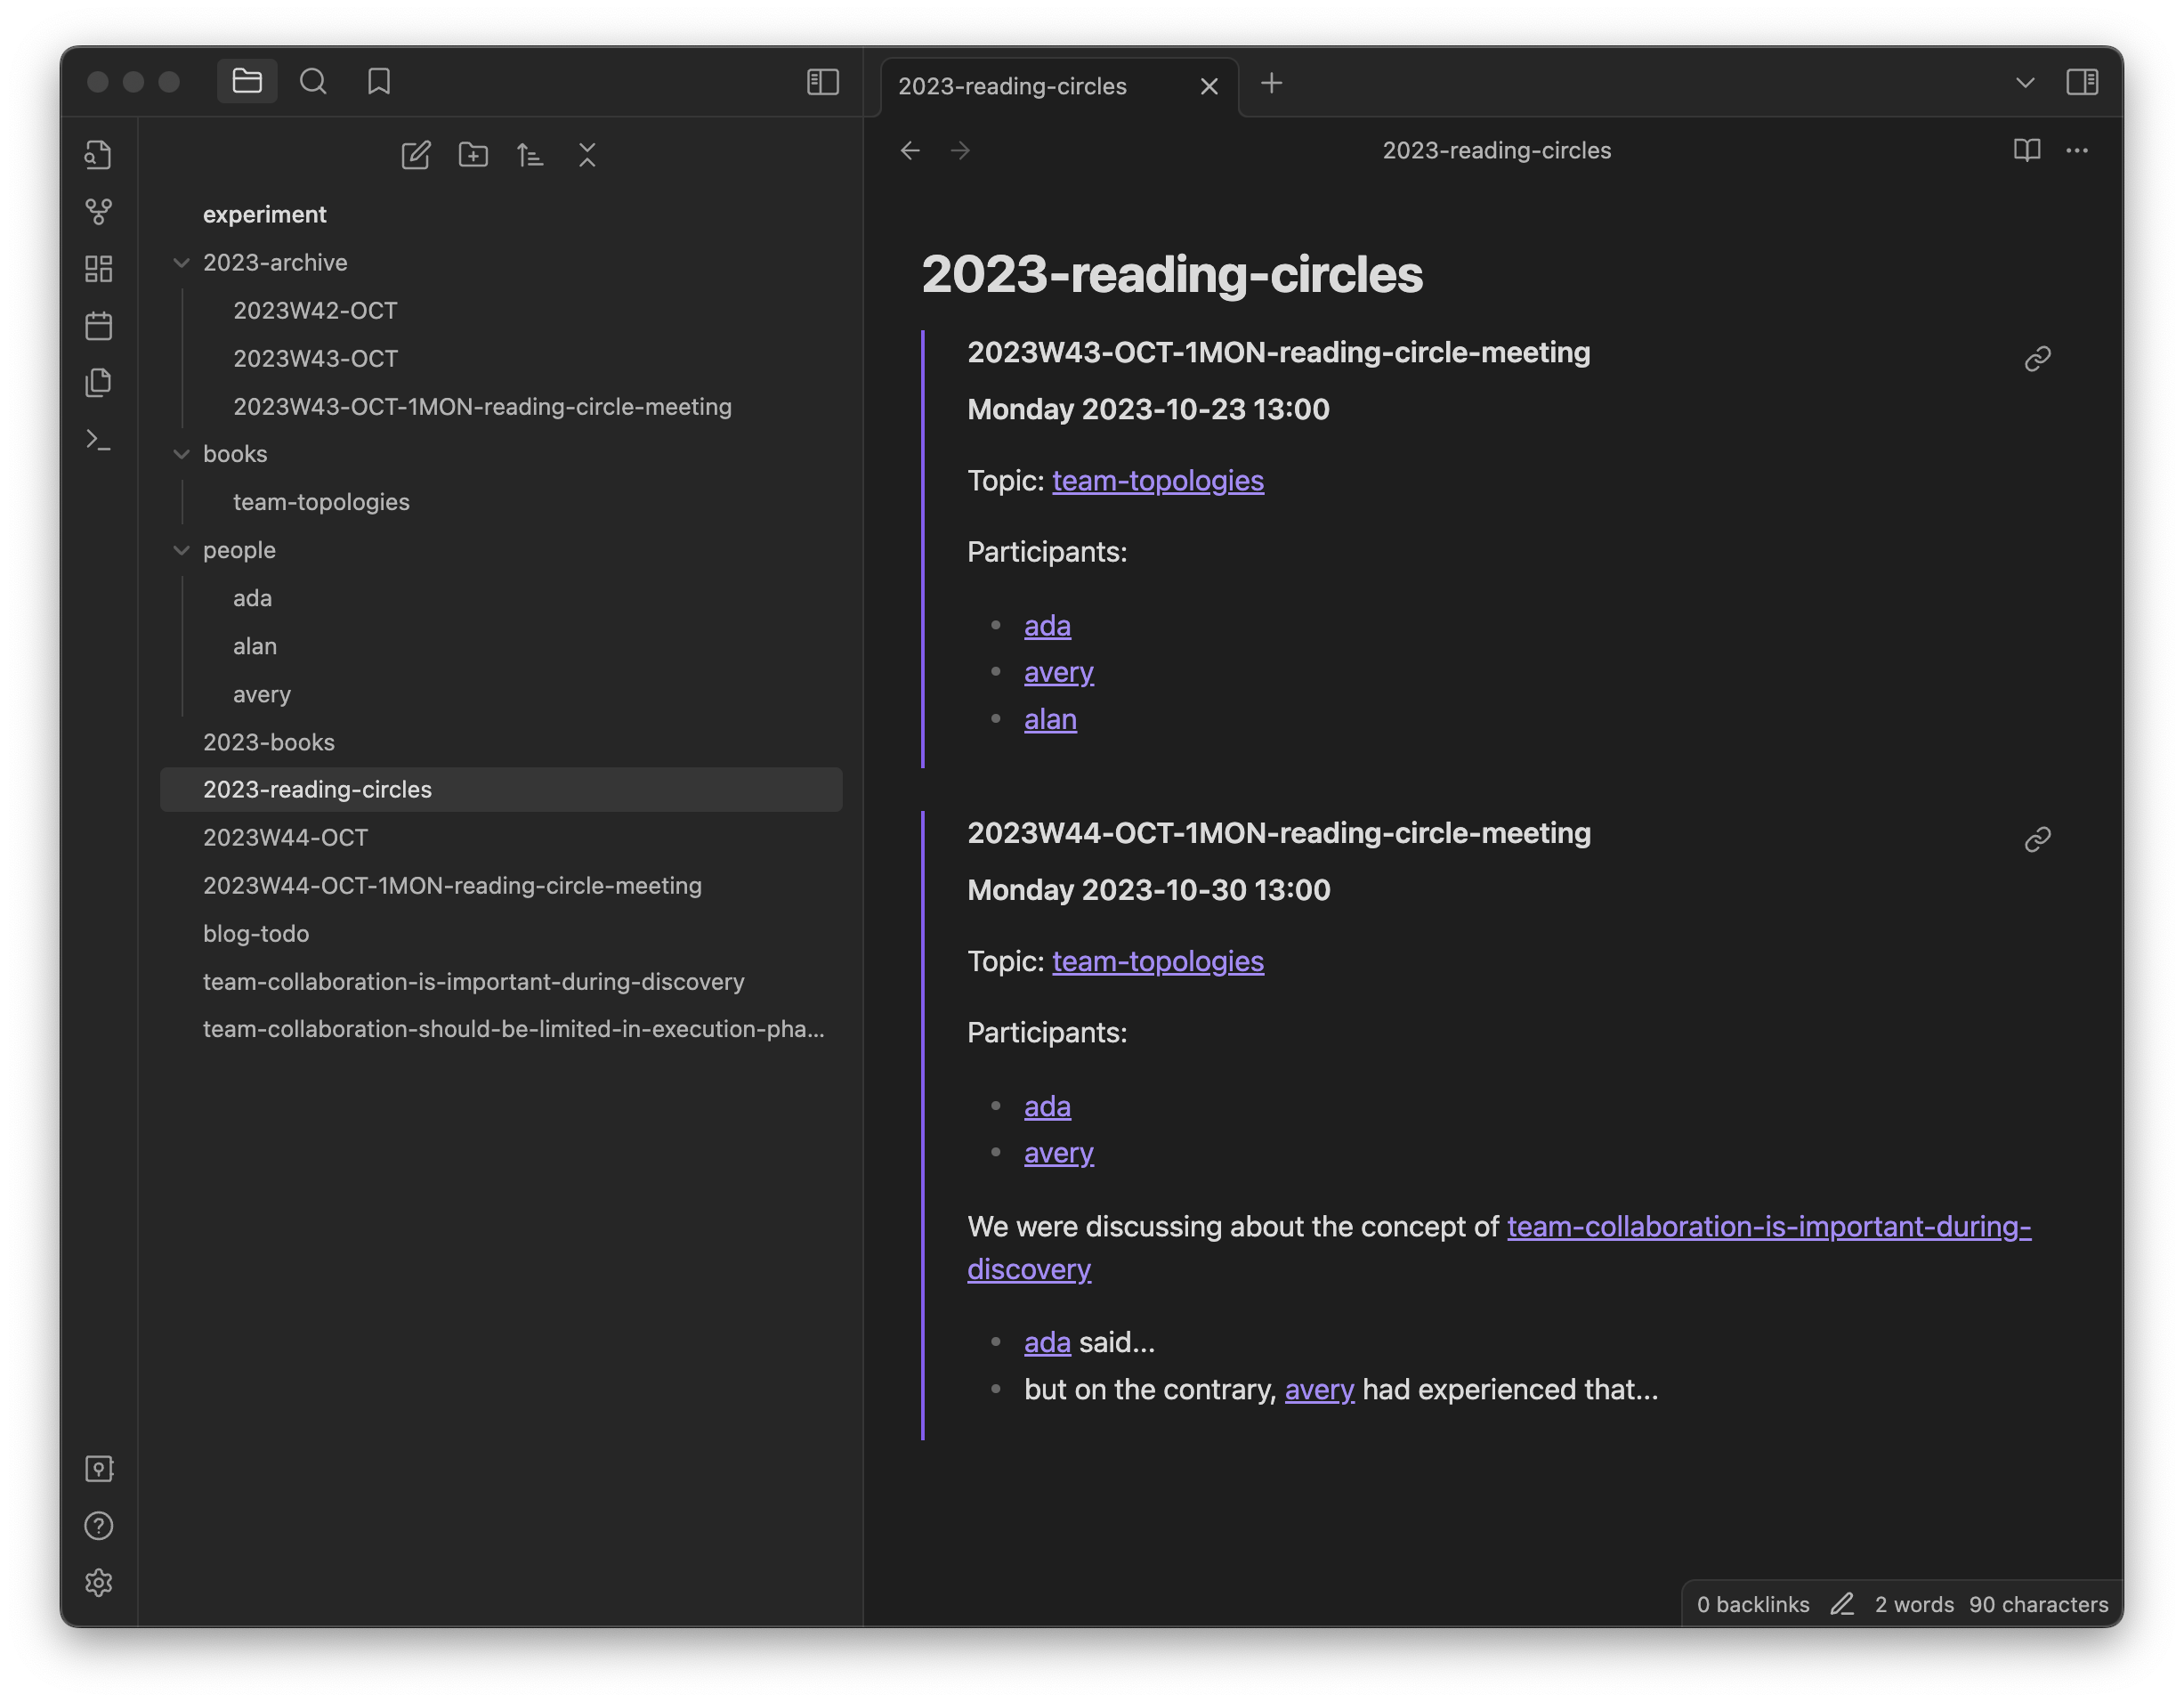 2023-reading-circles
2023-reading-circles
experiment
2023-archive
2023W42-OCT
2023W43-OCT
2023W43-OCT-1MON-reading-circle-meeting
books
team-topologies
people
ada
alan
avery
2023-books
2023-reading-circles
2023W44-OCT
2023W44-OCT-1MON-reading-circle-meeting
blog-todo
team-collaboration-is-important-during-discovery
team-collaboration-should-be-limited-in-execution-pha...
2023-reading-circles
2023W43-OCT-1MON-reading-circle-meeting
Monday 2023-10-23 13:00
Topic: team-topologies
Participants:
ada
avery
alan
2023W44-OCT-1MON-reading-circle-meeting
Monday 2023-10-30 13:00
Topic: team-topologies
Participants:
ada
avery
We were discussing about the concept of team-collaboration-is-important-during-
discovery
ada said...
but on the contrary, avery had experienced that...
0 backlinks 2 words 90 characters